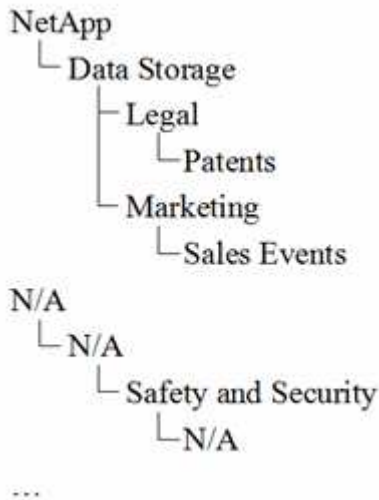 NetApp
Data Storage
Legal
Patents
Marketing
Sales Events
N/A
N/A
Safety and Security
N/A
...